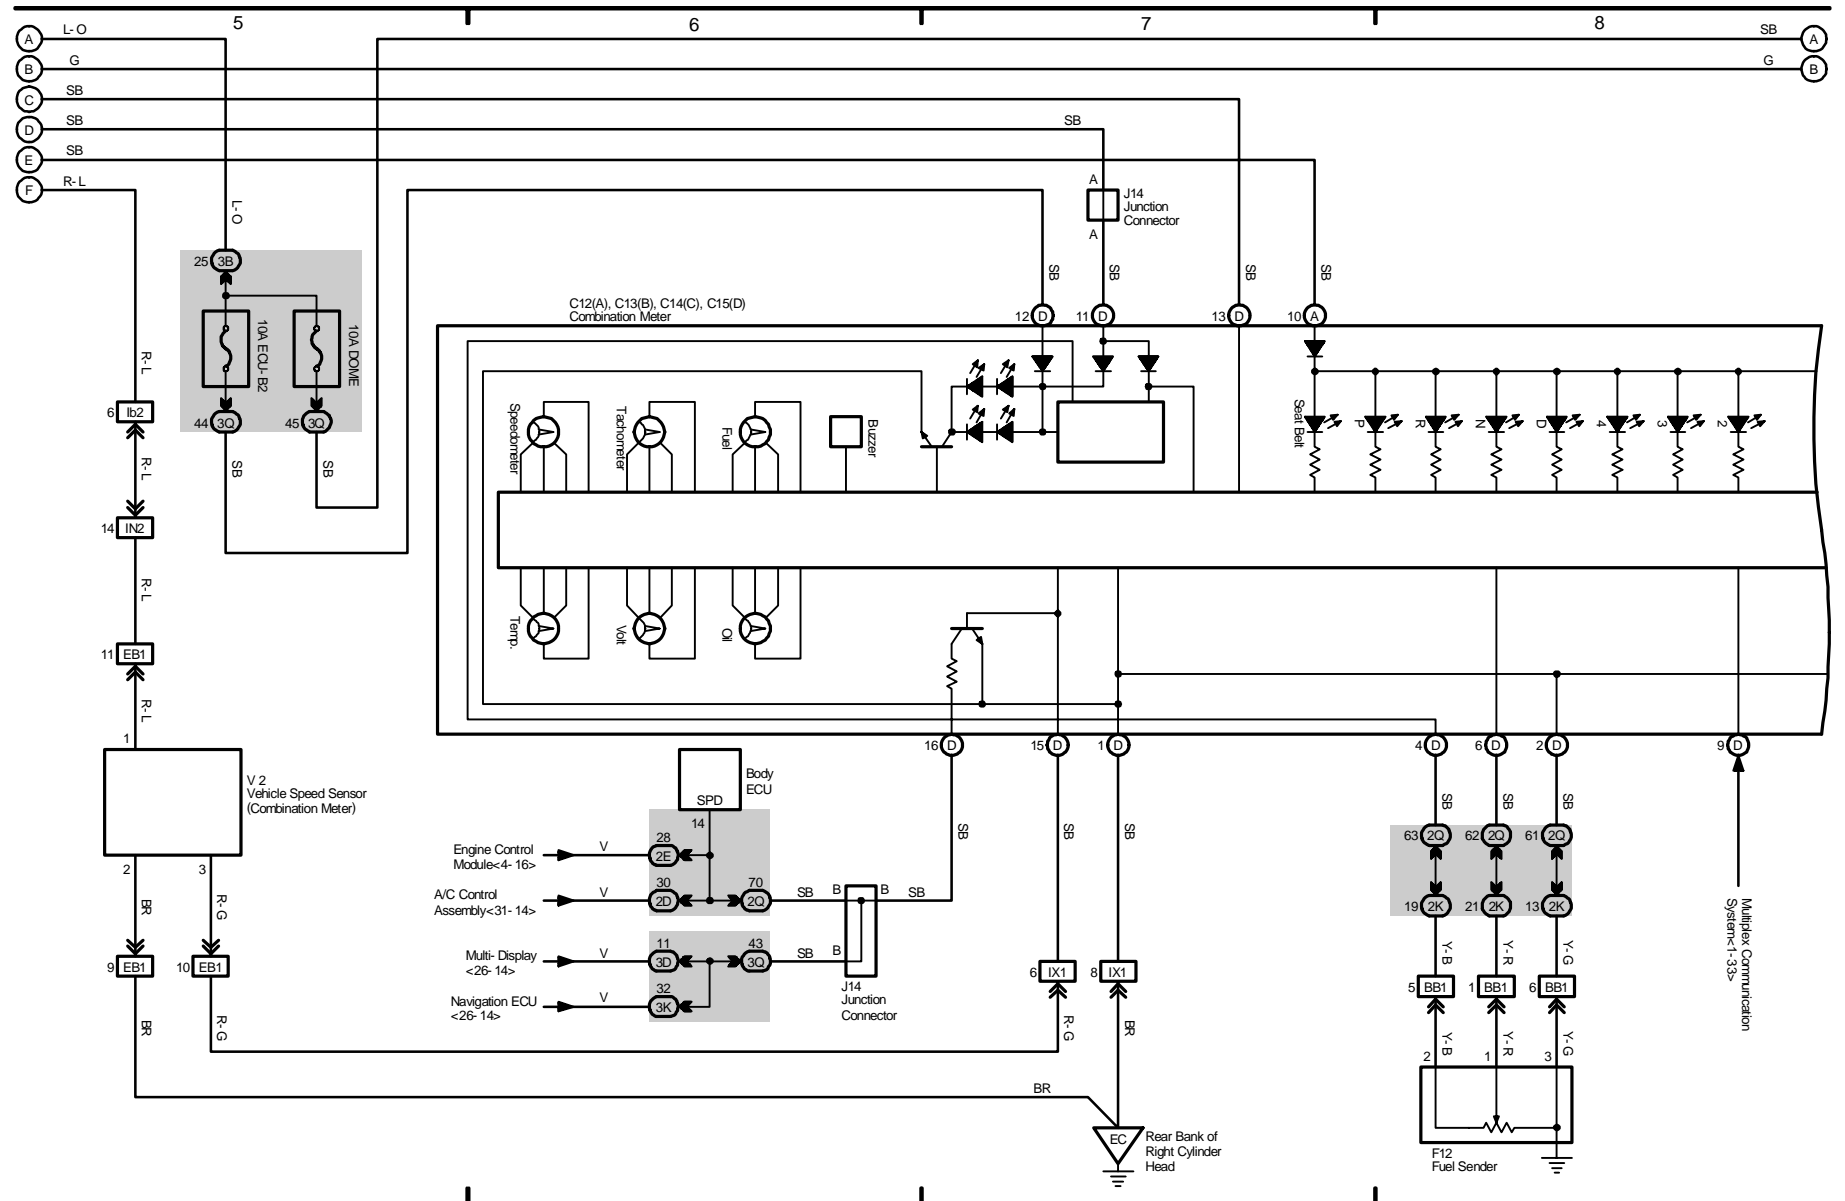 5 6 7 8
A L-O SB A
B G G B
C SB
D SB SB
E SB
F R-L
L-O
A
J14
Junction
Connector
A
25 3B
SB SB SB SB
C12(A), C13(B), C14(C), C15(D)
Combination Meter
12 D 11 D 13 D 10 A
10A ECU-B2
10A DOME
R-L
6 Ib2
44 3Q 45 3Q
Speedometer
Tachometer
Fuel
Buzzer
Seat Belt
P
R
N
D
4
3
2
R-L
SB
SB
14 IN2
R-L
Temp.
Volt
Oil
11 EB1
R-L
1
16 D 15 D 1 D 4 D 6 D 2 D 9 D
V 2
Vehicle Speed Sensor
(Combination Meter)
Body
ECU
SPD
14
SB SB SB SB SB SB
63 2Q 62 2Q 61 2Q
Engine Control
Module<4-16>
V
28
2E
2 3
A/C Control
Assembly<31-14>
V
30
2D
70
2Q
SB B B SB
19 2K 21 2K 13 2K
BR R-G
Multiplex Communication
System<1-33>
Multi-Display
<26-14>
V
11
3D
43
3Q
SB B
Y-B Y-R Y-G
9 EB1 10 EB1
6 IX1 8 IX1
5 BB1 1 BB1 6 BB1
J14
Junction
Connector
Navigation ECU
<26-14>
V
32
3K
BR R-G
R-G BR
Y-B Y-R Y-G
2 1 3
BR
EC
Rear Bank of
Right Cylinder
Head
F12
Fuel Sender